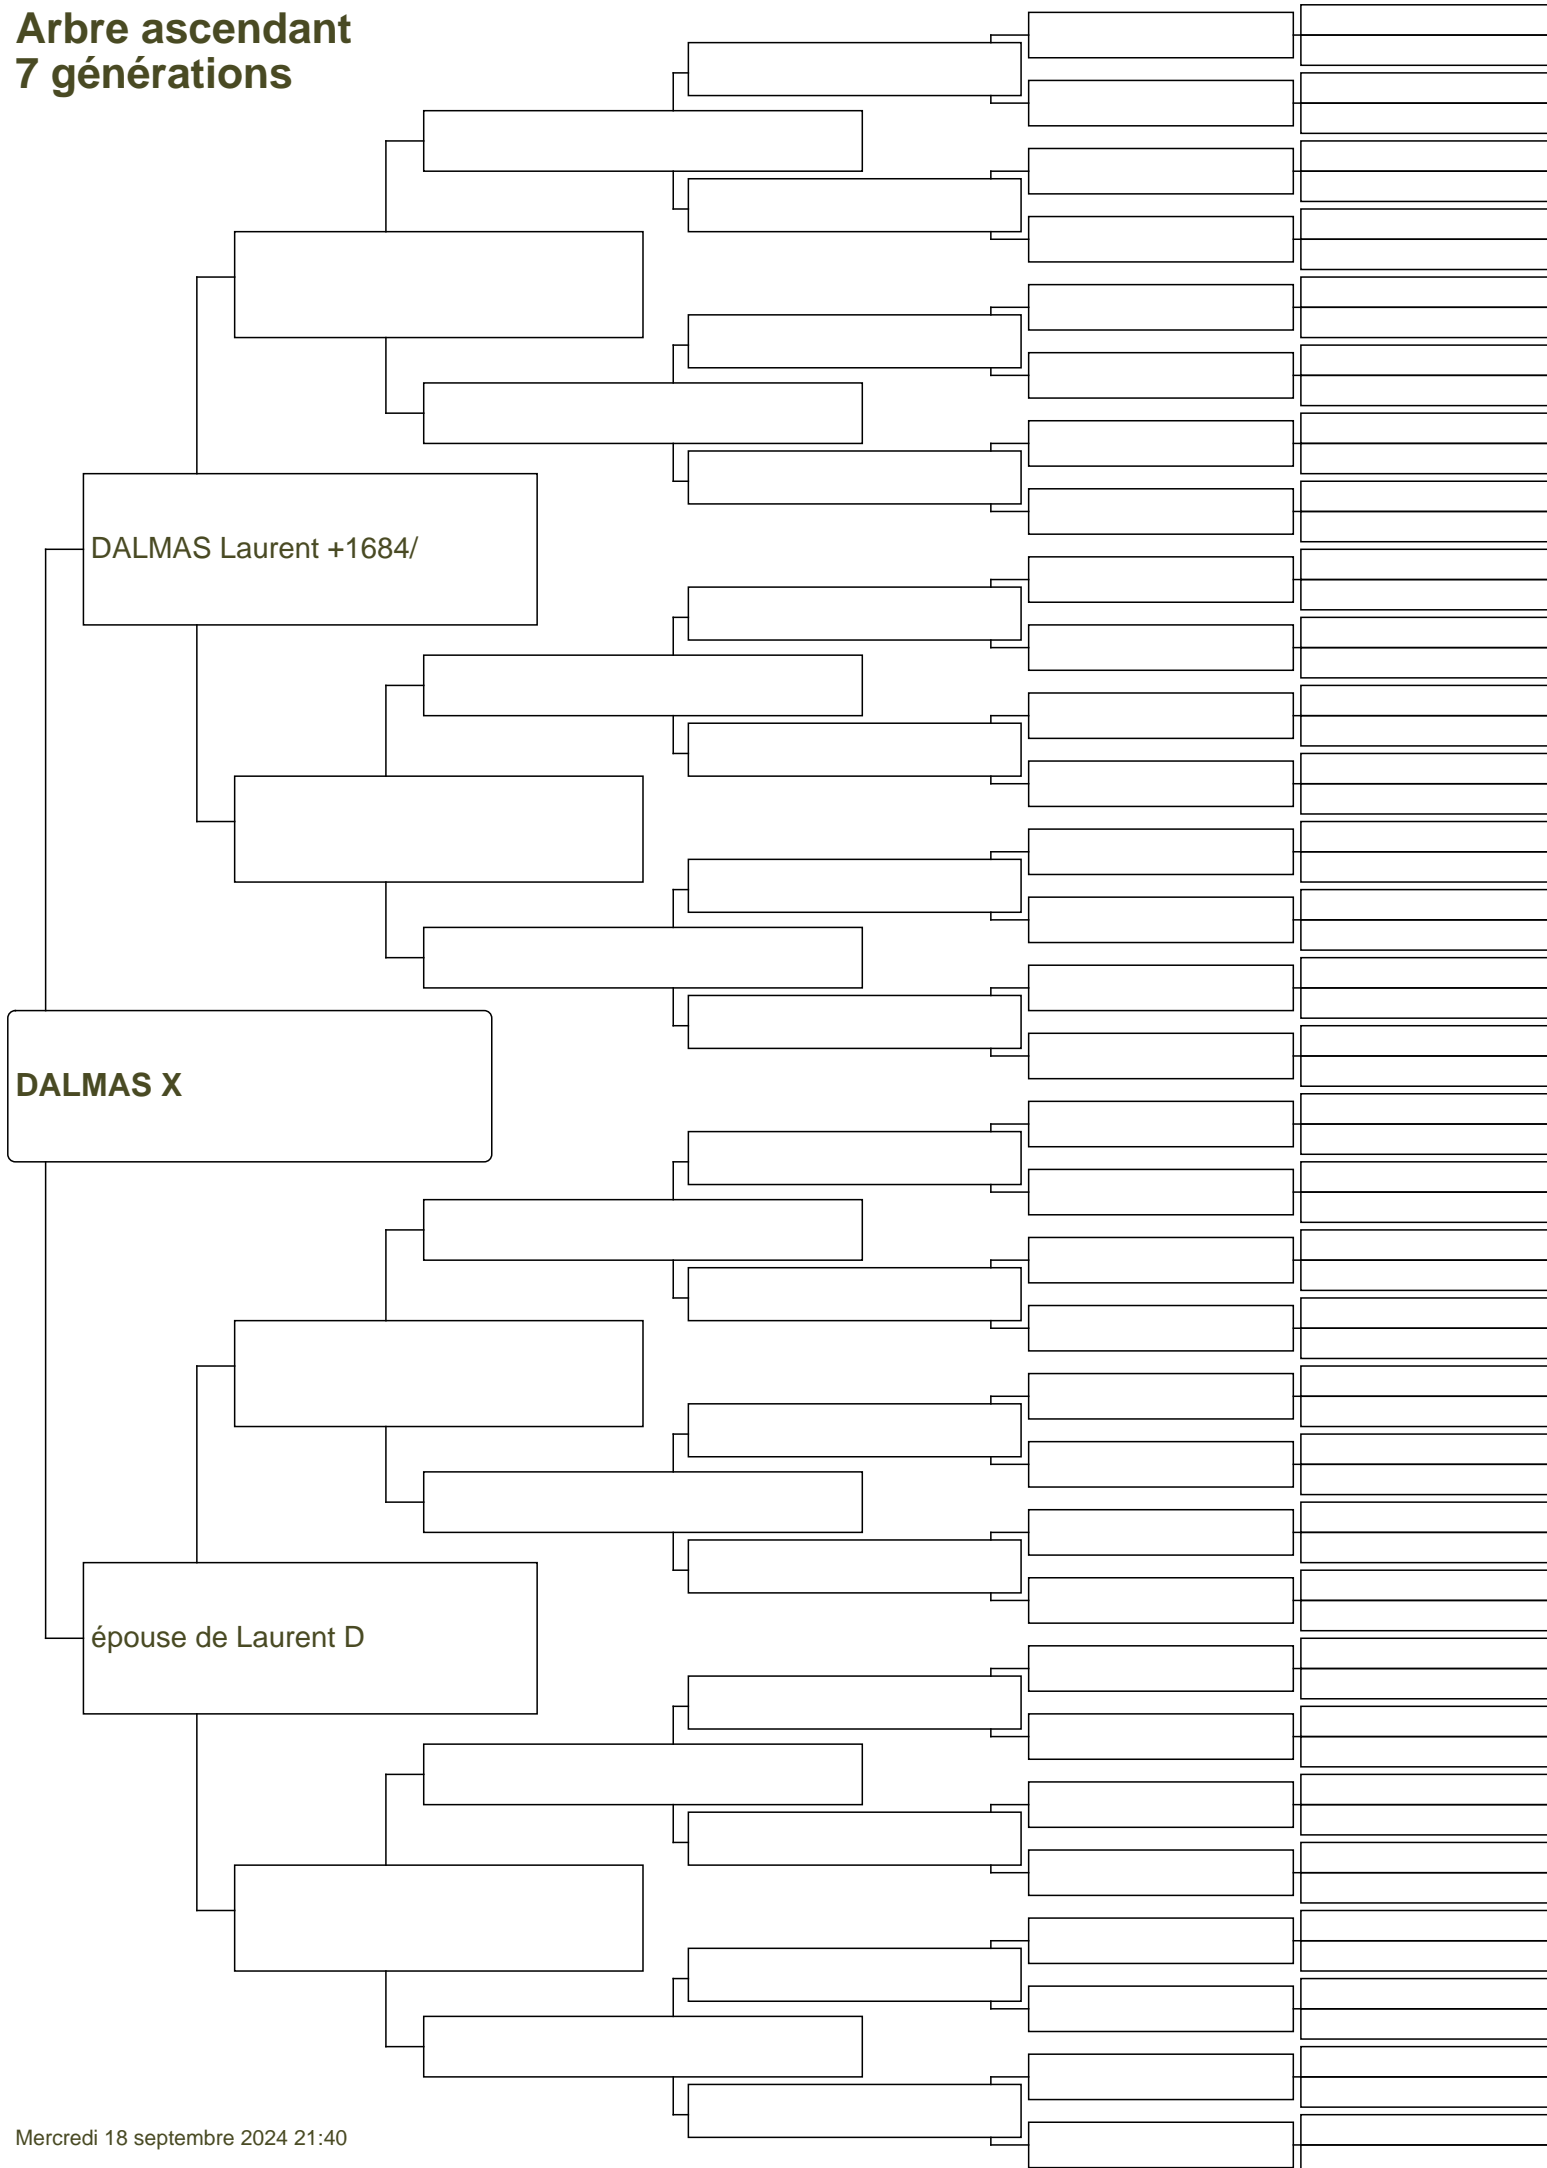 Arbre ascendant
7 générations
DALMAS Laurent +1684/
DALMAS X
épouse de Laurent D
Mercredi 18 septembre 2024 21:40